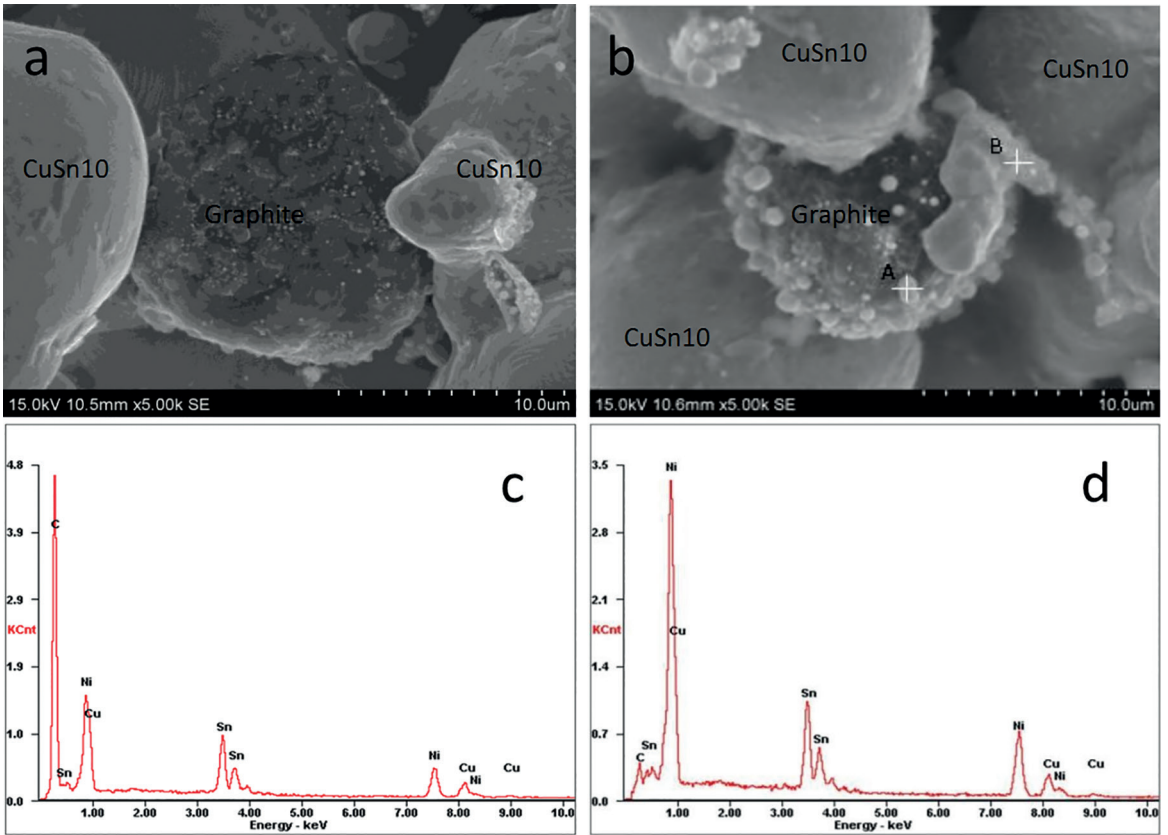 a
CuSn10
CuSn10
Graphite
15.0kV 10.5mm x5.00k SE
10.0um
b
CuSn10
CuSn10
B
Graphite
A
CuSn10
15.0kV 10.6mm x5.00k SE
10.0um
c
4.8
3.9
2.9
KCnt
1.9
1.0
0.0
C
Sn
Ni
Cu
Sn
Sn
Ni
Cu
Ni
Cu
1.00 2.00 3.00 4.00 5.00 6.00 7.00 8.00 9.00 10.0
Energy - keV
d
3.5
2.8
2.1
KCnt
1.4
0.7
0.0
C
Sn
Ni
Cu
Sn
Sn
Ni
Cu
Ni
Cu
1.00 2.00 3.00 4.00 5.00 6.00 7.00 8.00 9.00 10.0
Energy - keV